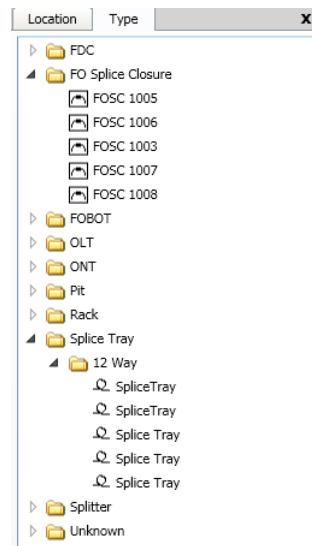 Location Type X
FDC
FO Splice Closure
FOSC 1005
FOSC 1006
FOSC 1003
FOSC 1007
FOSC 1008
FOBOT
OLT
ONT
Pit
Rack
Splice Tray
12 Way
SpliceTray
SpliceTray
Splice Tray
Splice Tray
Splice Tray
Splitter
Unknown